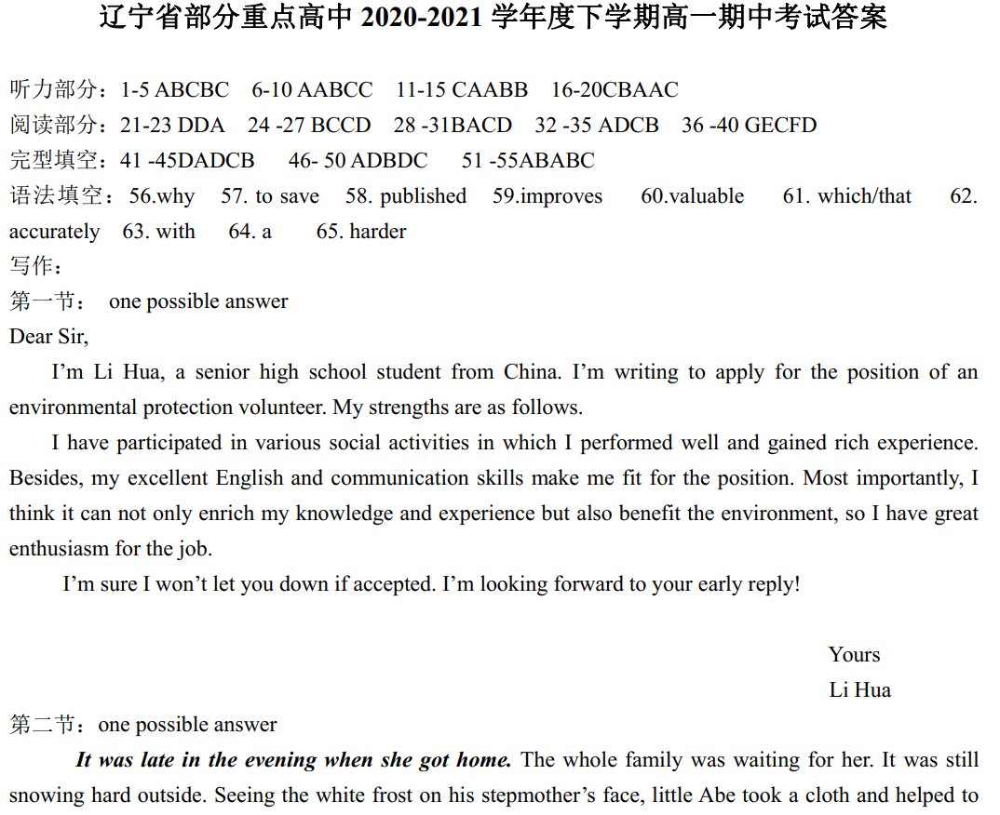 辽宁省部分重点高中 2020-2021 学年度下学期高一期中考试答案
听力部分：1-5 ABCBC 6-10 AABCC 11-15 CAABB 16-20CBAAC
阅读部分：21-23 DDA 24 -27 BCCD 28 -31BACD 32 -35 ADCB 36 -40 GECFD
完型填空：41 -45DADCB 46- 50 ADBDC 51 -55ABABC
语法填空：56.why 57. to save 58. published 59.improves 60.valuable 61. which/that 62.
accurately 63. with 64. a 65. harder
写作：
第一节： one possible answer
Dear Sir,
I’m Li Hua, a senior high school student from China. I’m writing to apply for the position of an
environmental protection volunteer. My strengths are as follows.
I have participated in various social activities in which I performed well and gained rich experience.
Besides, my excellent English and communication skills make me fit for the position. Most importantly, I
think it can not only enrich my knowledge and experience but also benefit the environment, so I have great
enthusiasm for the job.
I’m sure I won’t let you down if accepted. I’m looking forward to your early reply!
Yours
Li Hua
第二节：one possible answer
It was late in the evening when she got home. The whole family was waiting for her. It was still
snowing hard outside. Seeing the white frost on his stepmother’s face, little Abe took a cloth and helped to